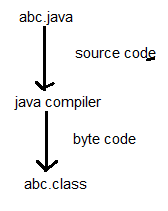 abc.java
source code
java compiler
byte code
abc.class